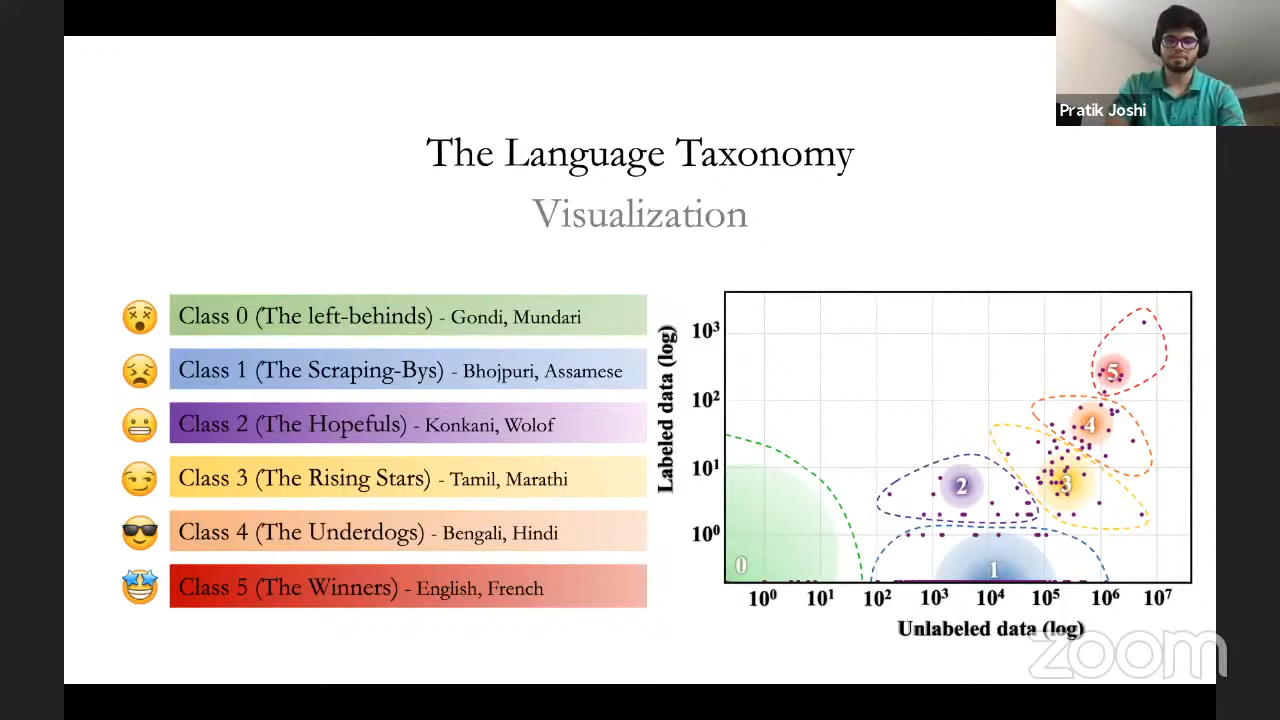 Pratik Joshi
The Language Taxonomy
Visualization
Class 0 (The left-behinds) - Gondi, Mundari
Class 1 (The Scraping-Bys) - Bhojpuri, Assamese
Class 2 (The Hopefuls) - Konkani, Wolof
Class 3 (The Rising Stars) - Tamil, Marathi
Class 4 (The Underdogs) - Bengali, Hindi
Class 5 (The Winners) - English, French
Labeled data (log)
10³
10²
10¹
10⁰
5
4
3
2
1
0
10⁰ 10¹ 10² 10³ 10⁴ 10⁵ 10⁶ 10⁷
Unlabeled data (log)
zoom